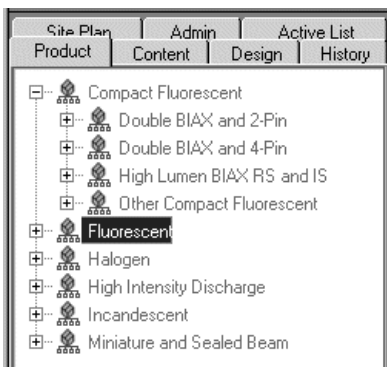 Site Plan Admin Active List
Product Content Design History
Compact Fluorescent
Double BIAX and 2-Pin
Double BIAX and 4-Pin
High Lumen BIAX RS and IS
Other Compact Fluorescent
Fluorescent
Halogen
High Intensity Discharge
Incandescent
Miniature and Sealed Beam